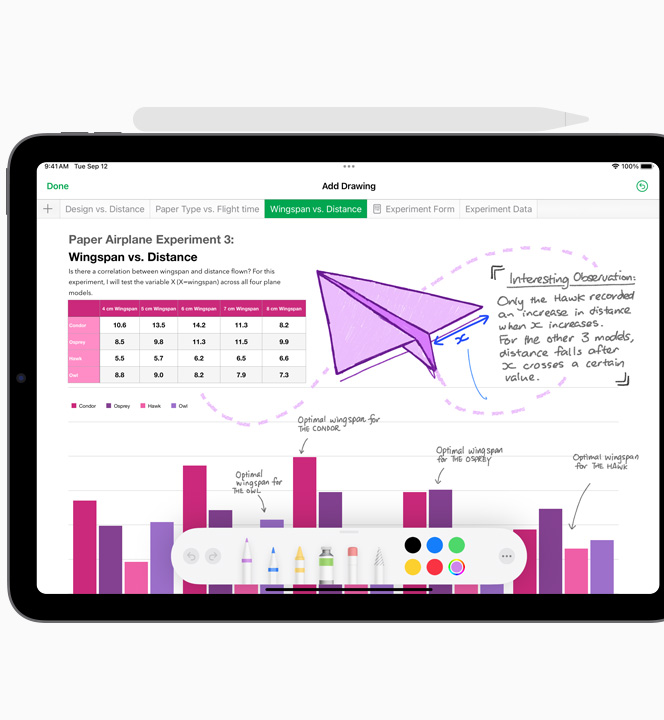 9:41 AM Tue Sep 12
100%
Done
Add Drawing
Design vs. Distance
Paper Type vs. Flight time
Wingspan vs. Distance
Experiment Form
Experiment Data
Paper Airplane Experiment 3:
Wingspan vs. Distance
Is there a correlation between wingspan and distance flown? For this
experiment, I will test the variable X (X=wingspan) across all four plane
models.
4 cm Wingspan 5 cm Wingspan 6 cm Wingspan 7 cm Wingspan 8 cm Wingspan
Condor 10.6 13.5 14.2 11.3 8.2
Osprey 8.5 9.8 11.3 11.5 9.9
Hawk 5.5 5.7 6.2 6.5 6.6
Owl 8.8 9.0 8.2 7.9 7.3
x
Interesting Observation:
Only the Hawk recorded
an increase in distance
when x increases.
For the other 3 models,
distance falls after
x crosses a certain
value.
Condor Osprey Hawk Owl
Optimal wingspan for
THE CONDOR
Optimal
wingspan for
THE OWL
Optimal wingspan
for THE OSPREY
Optimal wingspan
for THE HAWK